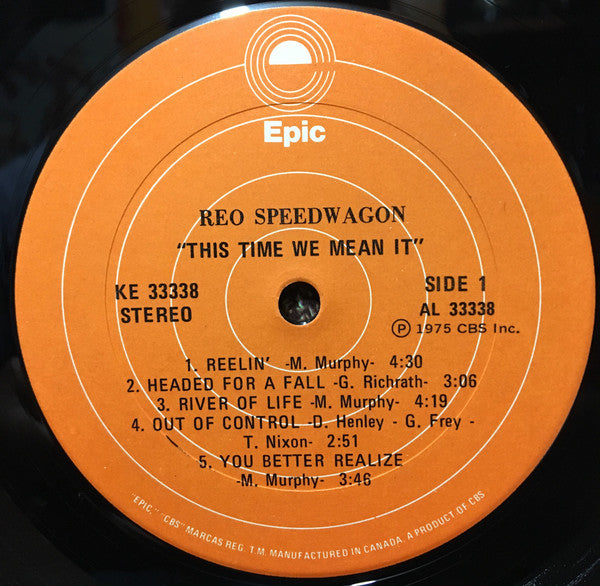 Epic
REO SPEEDWAGON
"THIS TIME WE MEAN IT"
KE 33338
STEREO
SIDE 1
AL 33338
Ⓟ 1975 CBS Inc.
1. REELIN' -M. Murphy- 4:30
2. HEADED FOR A FALL -G. Richrath- 3:06
3. RIVER OF LIFE -M. Murphy- 4:19
4. OUT OF CONTROL -D. Henley - G. Frey -
T. Nixon- 2:51
5. YOU BETTER REALIZE
-M. Murphy- 3:46
"EPIC," "CBS" MARCAS REG. T.M. MANUFACTURED IN CANADA. A PRODUCT OF CBS